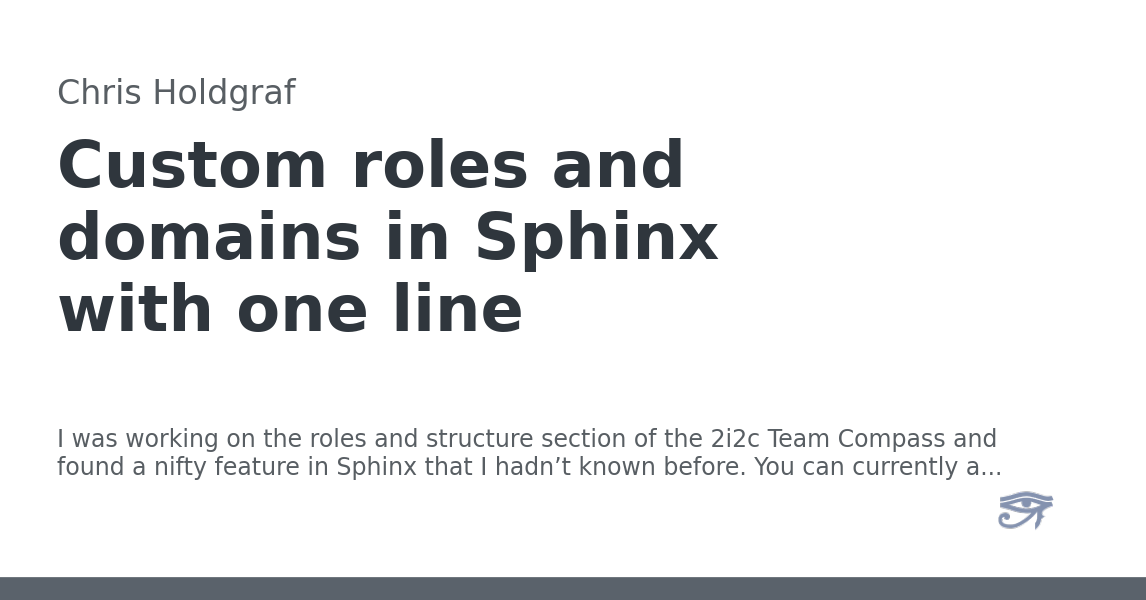 Chris Holdgraf
Custom roles and
domains in Sphinx
with one line
I was working on the roles and structure section of the 2i2c Team Compass and
found a nifty feature in Sphinx that I hadn’t known before. You can currently a...